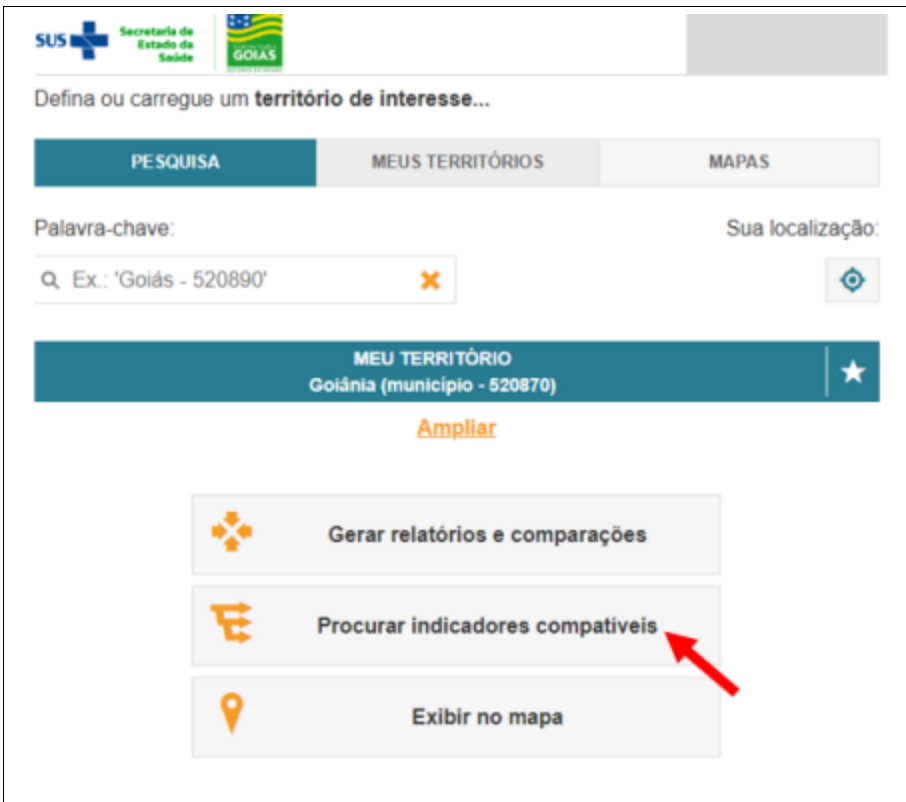 SUS
Secretaria de
Estado da
Saúde
GOIÁS
Defina ou carregue um território de interesse...
PESQUISA MEUS TERRITÓRIOS MAPAS
Palavra-chave: Sua localização:
Ex.: 'Goiás - 520890'
MEU TERRITÓRIO
Goiânia (município - 520870)
Ampliar
Gerar relatórios e comparações
Procurar indicadores compatíveis
Exibir no mapa